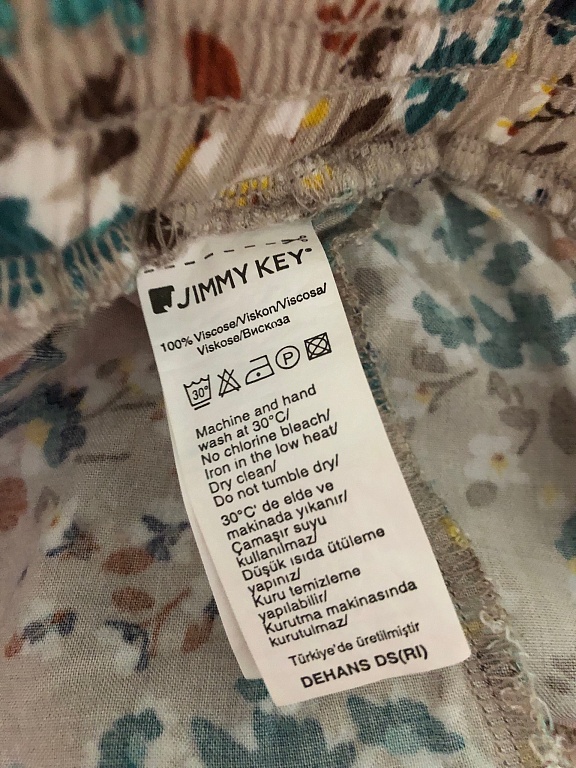 JIMMY KEY
100% Viscose/Viskon/Viscosa/
Viskose/Вискоза
30°
P
Machine and hand
wash at 30°C/
No chlorine bleach/
Iron in the low heat/
Dry clean/
Do not tumble dry/
30°C' de elde ve
makinada yıkanır/
Çamaşır suyu
kullanılmaz/
Düşük ısıda ütüleme
yapınız/
Kuru temizleme
yapılabilir/
Kurutma makinasında
kurutulmaz/
Türkiye'de üretilmiştir
DEHANS DS(RI)